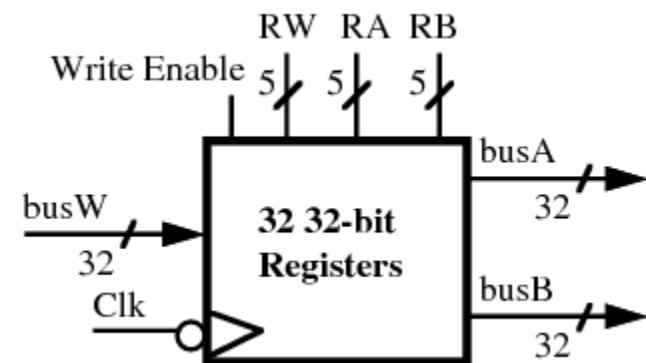 RW RA RB
Write Enable
5 5 5
busA
32
busW
32
32 32-bit
Registers
Clk
busB
32